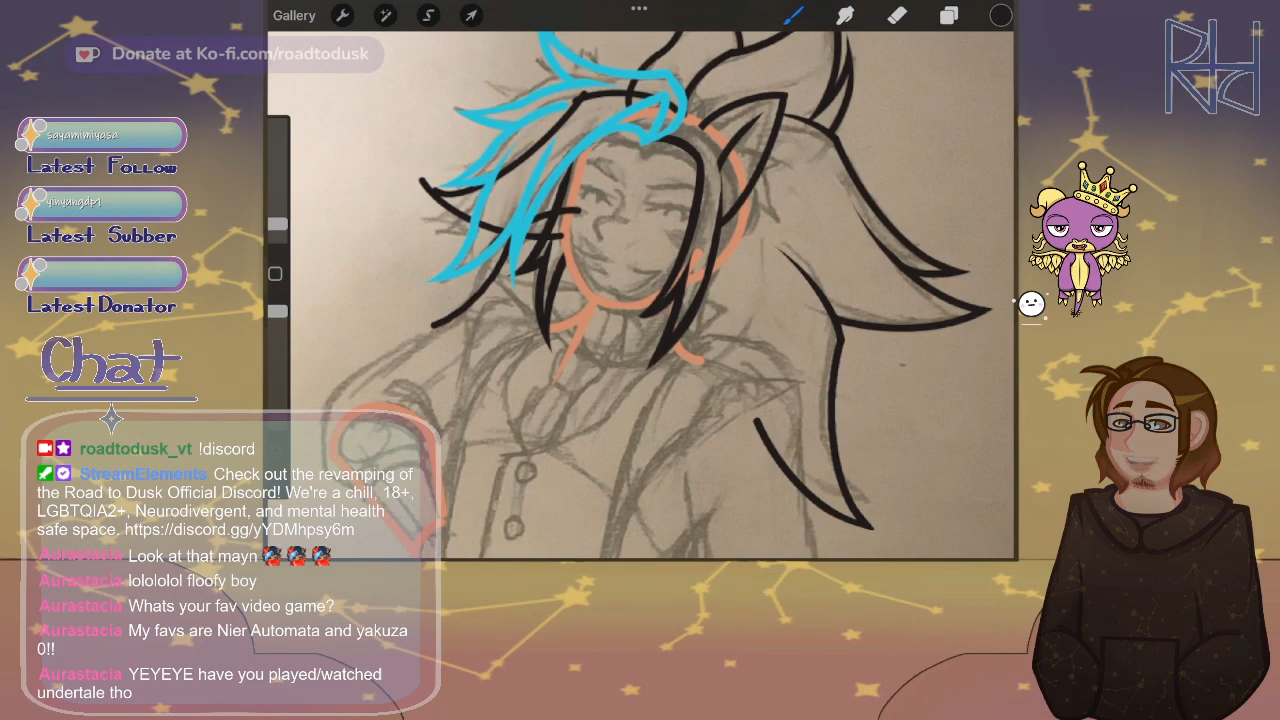 Gallery
Donate at Ko-fi.com/roadtodusk
sayamimiyasa
Latest Follow
yinyangdp1
Latest Subber
Latest Donator
Chat
roadtodusk_vt !discord
StreamElements Check out the revamping of
the Road to Dusk Official Discord! We're a chill, 18+,
LGBTQIA2+, Neurodivergent, and mental health
safe space. https://discord.gg/yYDMhpsy6m
Aurastacia Look at that mayn
Aurastacia lolololol floofy boy
Aurastacia Whats your fav video game?
Aurastacia My favs are Nier Automata and yakuza
0!!
Aurastacia YEYEYE have you played/watched
undertale tho